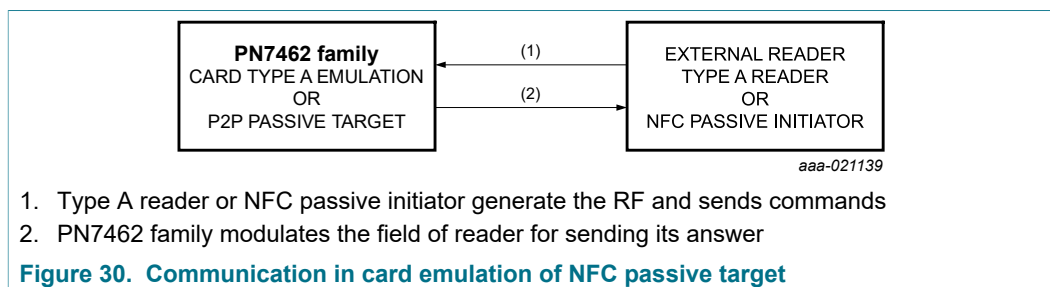 PN7462 family
CARD TYPE A EMULATION
OR
P2P PASSIVE TARGET
(1)
(2)
EXTERNAL READER
TYPE A READER
OR
NFC PASSIVE INITIATOR
aaa-021139
1. Type A reader or NFC passive initiator generate the RF and sends commands
2. PN7462 family modulates the field of reader for sending its answer
Figure 30. Communication in card emulation of NFC passive target